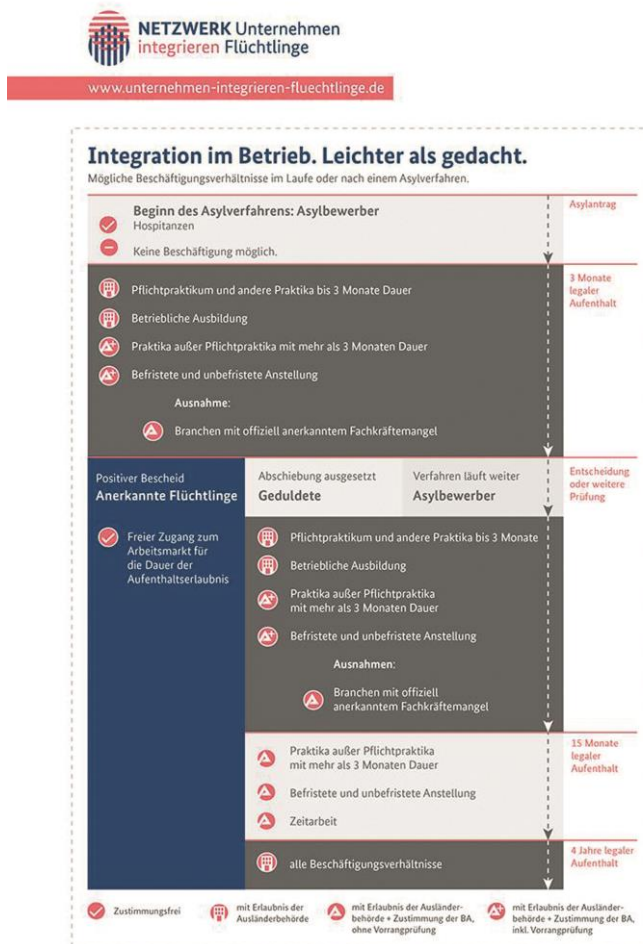 NETZWERK Unternehmen
integrieren Flüchtlinge
www.unternehmen-integrieren-fluechtlinge.de
Integration im Betrieb. Leichter als gedacht.
Mögliche Beschäftigungsverhältnisse im Laufe oder nach einem Asylverfahren.
Asylantrag
Beginn des Asylverfahrens: Asylbewerber
Hospitanzen
Keine Beschäftigung möglich.
3 Monate
legaler
Aufenthalt
Pflichtpraktikum und andere Praktika bis 3 Monate Dauer
Betriebliche Ausbildung
Praktika außer Pflichtpraktika mit mehr als 3 Monaten Dauer
Befristete und unbefristete Anstellung
Ausnahme:
Branchen mit offiziell anerkanntem Fachkräftemangel
Entscheidung
oder weitere
Prüfung
Positiver Bescheid
Anerkannte Flüchtlinge
Abschiebung ausgesetzt
Geduldete
Verfahren läuft weiter
Asylbewerber
Freier Zugang zum
Arbeitsmarkt für
die Dauer der
Aufenthaltserlaubnis
Pflichtpraktikum und andere Praktika bis 3 Monate
Betriebliche Ausbildung
Praktika außer Pflichtpraktika
mit mehr als 3 Monaten Dauer
Befristete und unbefristete Anstellung
Ausnahmen:
Branchen mit offiziell
anerkanntem Fachkräftemangel
15 Monate
legaler
Aufenthalt
Praktika außer Pflichtpraktika
mit mehr als 3 Monaten Dauer
Befristete und unbefristete Anstellung
Zeitarbeit
4 Jahre legaler
Aufenthalt
alle Beschäftigungsverhältnisse
Zustimmungsfrei
mit Erlaubnis der
Ausländerbehörde
mit Erlaubnis der Ausländer-
behörde + Zustimmung der BA,
ohne Vorrangprüfung
mit Erlaubnis der Ausländer-
behörde + Zustimmung der BA,
inkl. Vorrangprüfung